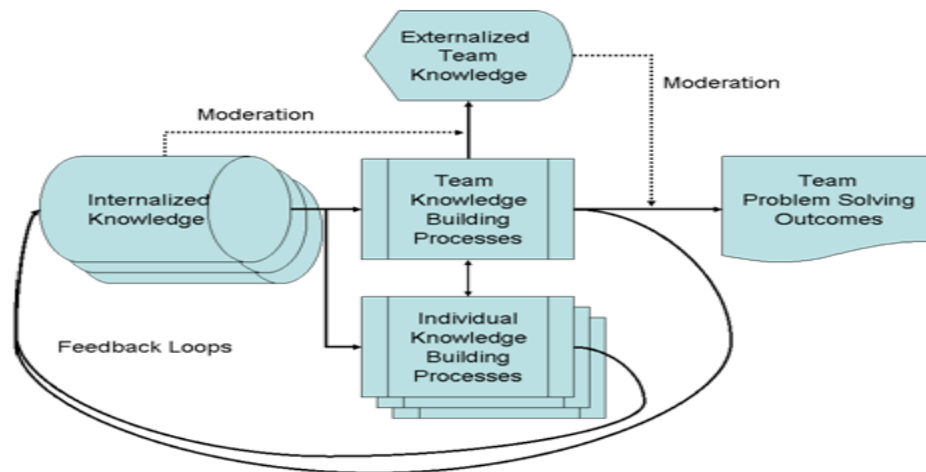 Externalized
Team
Knowledge
Moderation
Moderation
Internalized
Knowledge
Team
Knowledge
Building
Processes
Team
Problem Solving
Outcomes
Individual
Knowledge
Building
Processes
Feedback Loops